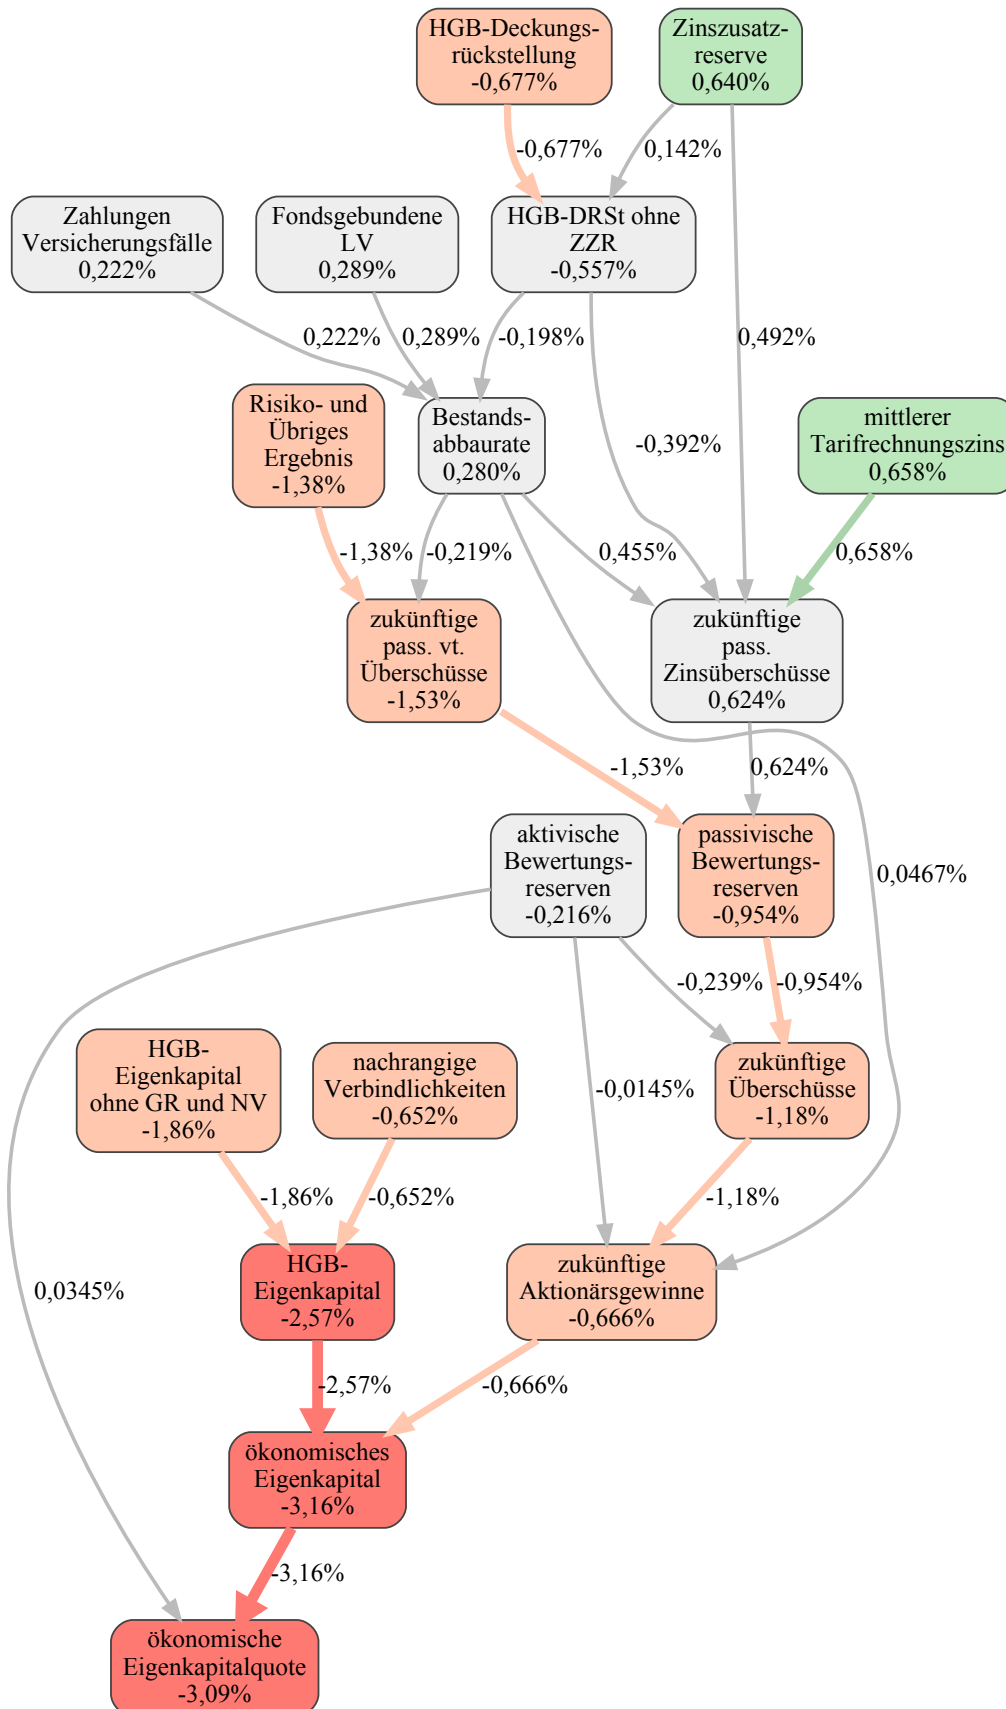 HGB-Deckungs-
rückstellung
-0,677%
Zinszusatz-
reserve
0,640%
-0,677%
0,142%
Zahlungen
Versicherungsfälle
0,222%
Fondsgebundene
LV
0,289%
HGB-DRSt ohne
ZZR
-0,557%
0,222%
0,289%
-0,198%
0,492%
Risiko- und
Übriges
Ergebnis
-1,38%
Bestands-
abbaurate
0,280%
-0,392%
mittlerer
Tarifrechnungszins
0,658%
-1,38%
-0,219%
0,455%
0,658%
zukünftige
pass. vt.
Überschüsse
-1,53%
zukünftige
pass.
Zinsüberschüsse
0,624%
-1,53%
0,624%
aktivische
Bewertungs-
reserven
-0,216%
passivische
Bewertungs-
reserven
-0,954%
0,0467%
-0,239%
-0,954%
HGB-
Eigenkapital
ohne GR und NV
-1,86%
nachrangige
Verbindlichkeiten
-0,652%
-0,0145%
zukünftige
Überschüsse
-1,18%
-1,86%
-0,652%
-1,18%
0,0345%
HGB-
Eigenkapital
-2,57%
zukünftige
Aktionärsgewinne
-0,666%
-2,57%
-0,666%
ökonomisches
Eigenkapital
-3,16%
-3,16%
ökonomische
Eigenkapitalquote
-3,09%